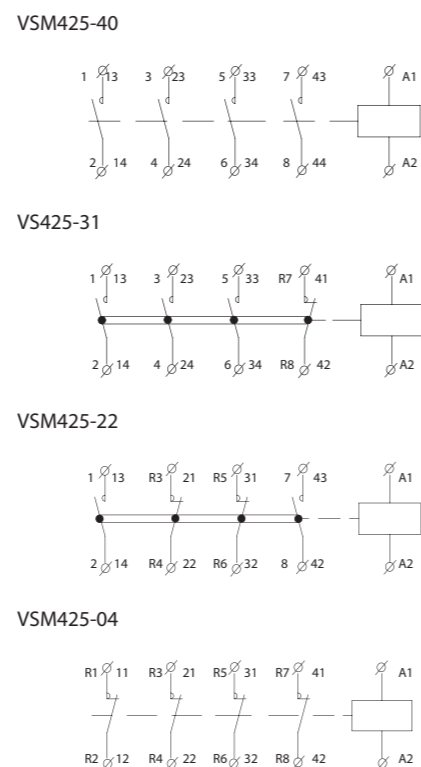 VSM425-40
1 13 3 23 5 33 7 43 A1
2 14 4 24 6 34 8 44 A2
VS425-31
1 13 3 23 5 33 R7 41 A1
2 14 4 24 6 34 R8 42 A2
VSM425-22
1 13 R3 21 R5 31 7 43 A1
2 14 R4 22 R6 32 8 42 A2
VSM425-04
R1 11 R3 21 R5 31 R7 41 A1
R2 12 R4 22 R6 32 R8 42 A2